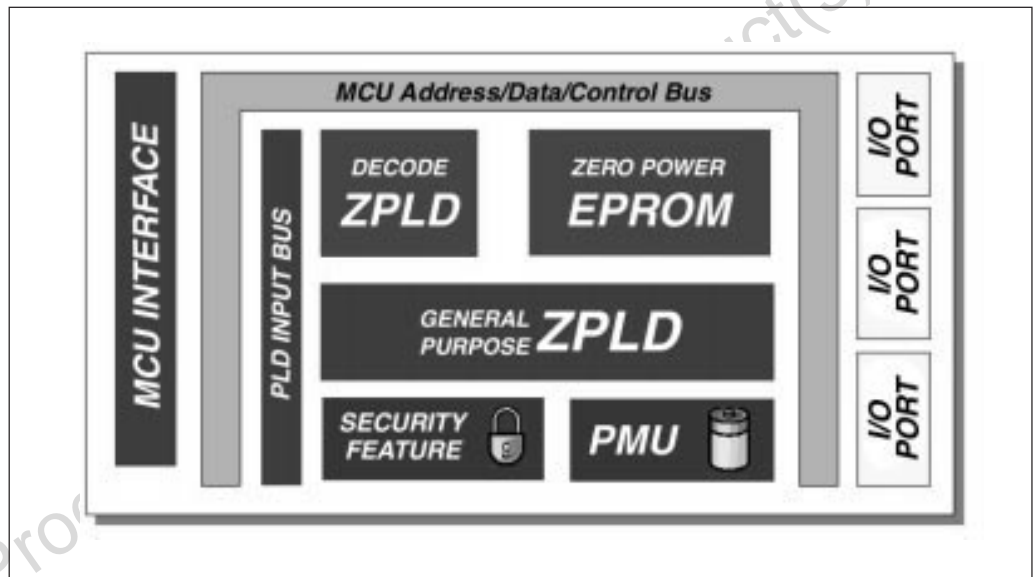 MCU Address/Data/Control Bus
MCU INTERFACE
PLD INPUT BUS
DECODE
ZPLD
ZERO POWER
EPROM
GENERAL
PURPOSE
ZPLD
SECURITY
FEATURE
PMU
I/O
PORT
I/O
PORT
I/O
PORT